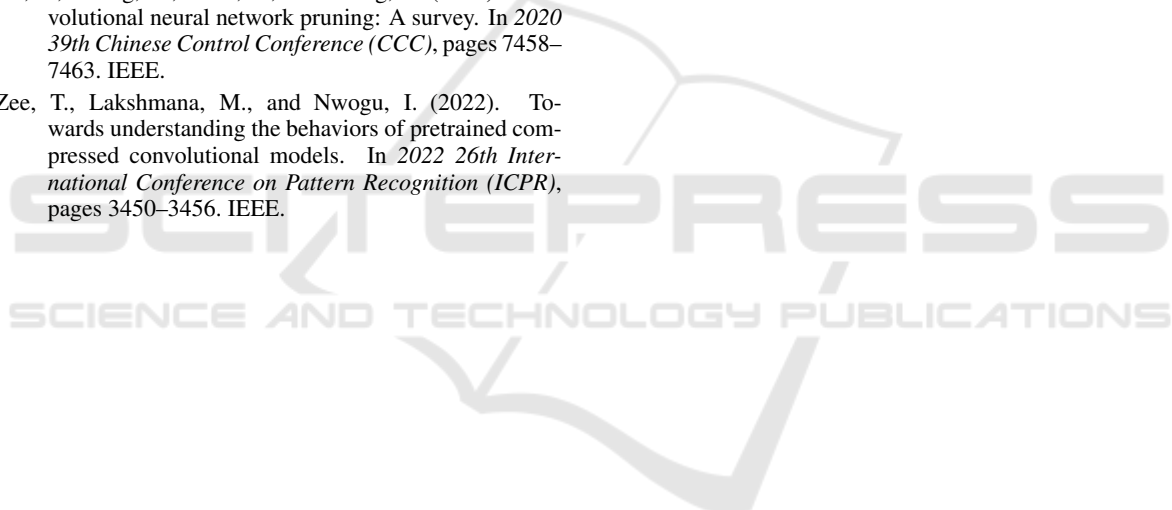 volutional neural network pruning: A survey. In 2020
39th Chinese Control Conference (CCC), pages 7458–
7463. IEEE.
Zee, T., Lakshmana, M., and Nwogu, I. (2022). To-
wards understanding the behaviors of pretrained com-
pressed convolutional models. In 2022 26th Inter-
national Conference on Pattern Recognition (ICPR),
pages 3450–3456. IEEE.
SCITEPRESS
SCIENCE AND TECHNOLOGY PUBLICATIONS